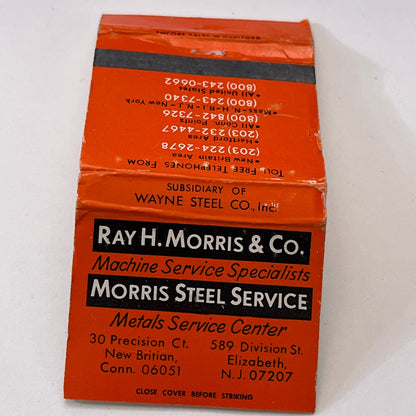 TOLL FREE TELEPHONES FROM
•New Britain Area
(203) 224-2678
•Hartford Area
(203) 232-4467
•All Conn. Points
(800) 842-7326
•Mass-N-H-R-I-N-J-New York
(800) 243-7340
•All United States
(800) 243-0662
SUBSIDIARY OF
WAYNE STEEL CO., Inc.
RAY H. MORRIS & CO.
Machine Service Specialists
MORRIS STEEL SERVICE
Metals Service Center
30 Precision Ct. 589 Division St.
New Britian, Elizabeth,
Conn. 06051 N.J. 07207
CLOSE COVER BEFORE STRIKING